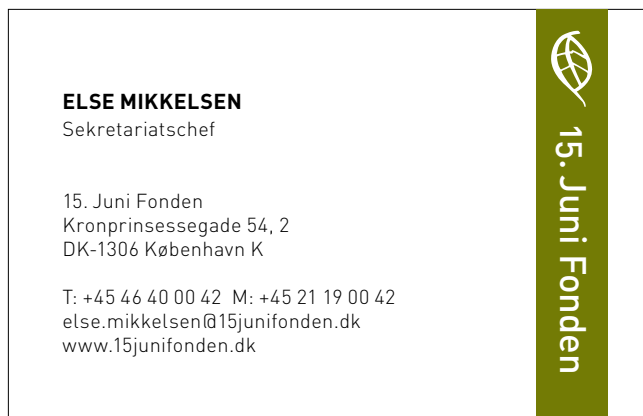 ELSE MIKKELSEN
Sekretariatschef
15. Juni Fonden
Kronprinsessegade 54, 2
DK-1306 København K
T: +45 46 40 00 42 M: +45 21 19 00 42
else.mikkelsen@15junifonden.dk
www.15junifonden.dk
15. Juni Fonden